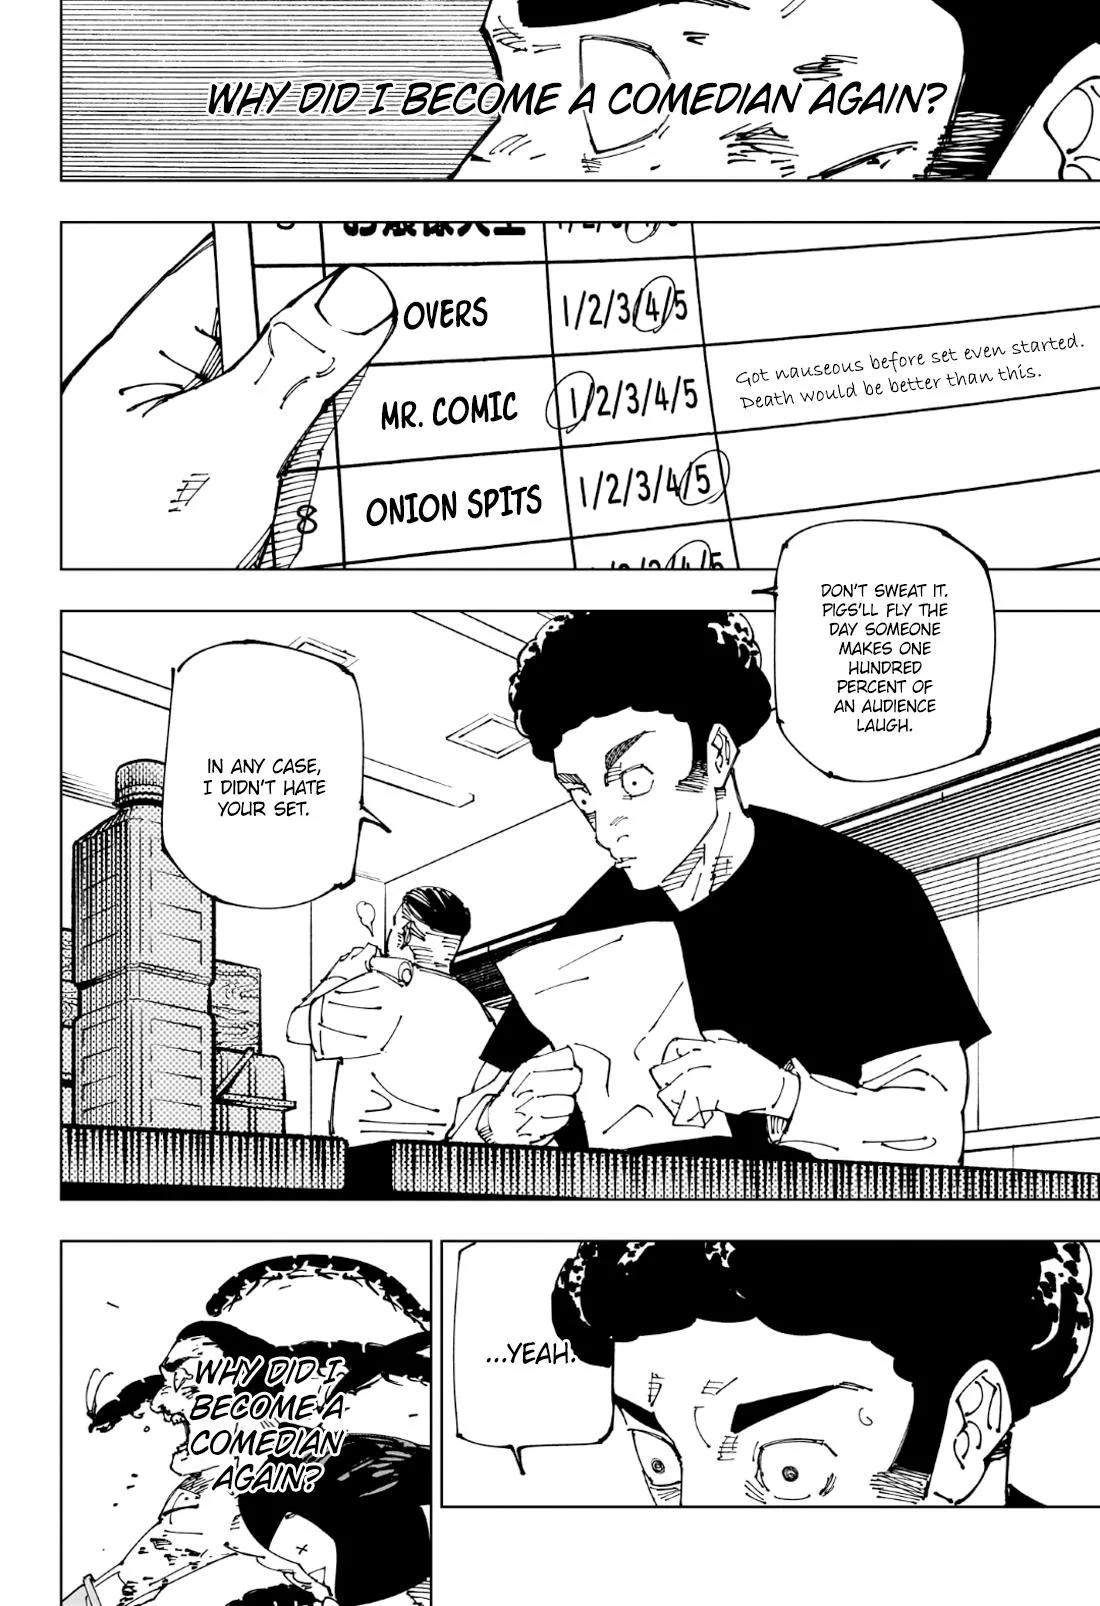 WHY DID I BECOME A COMEDIAN AGAIN?
OVERS 1/2/3/4/5
MR. COMIC 1/2/3/4/5
Got nauseous before set even started.
Death would be better than this.
8 ONION SPITS 1/2/3/4/5
DON'T SWEAT IT.
PIGS'LL FLY THE
DAY SOMEONE
MAKES ONE
HUNDRED
PERCENT OF
AN AUDIENCE
LAUGH.
IN ANY CASE,
I DIDN'T HATE
YOUR SET.
...YEAH.
WHY DID I
BECOME A
COMEDIAN
AGAIN?